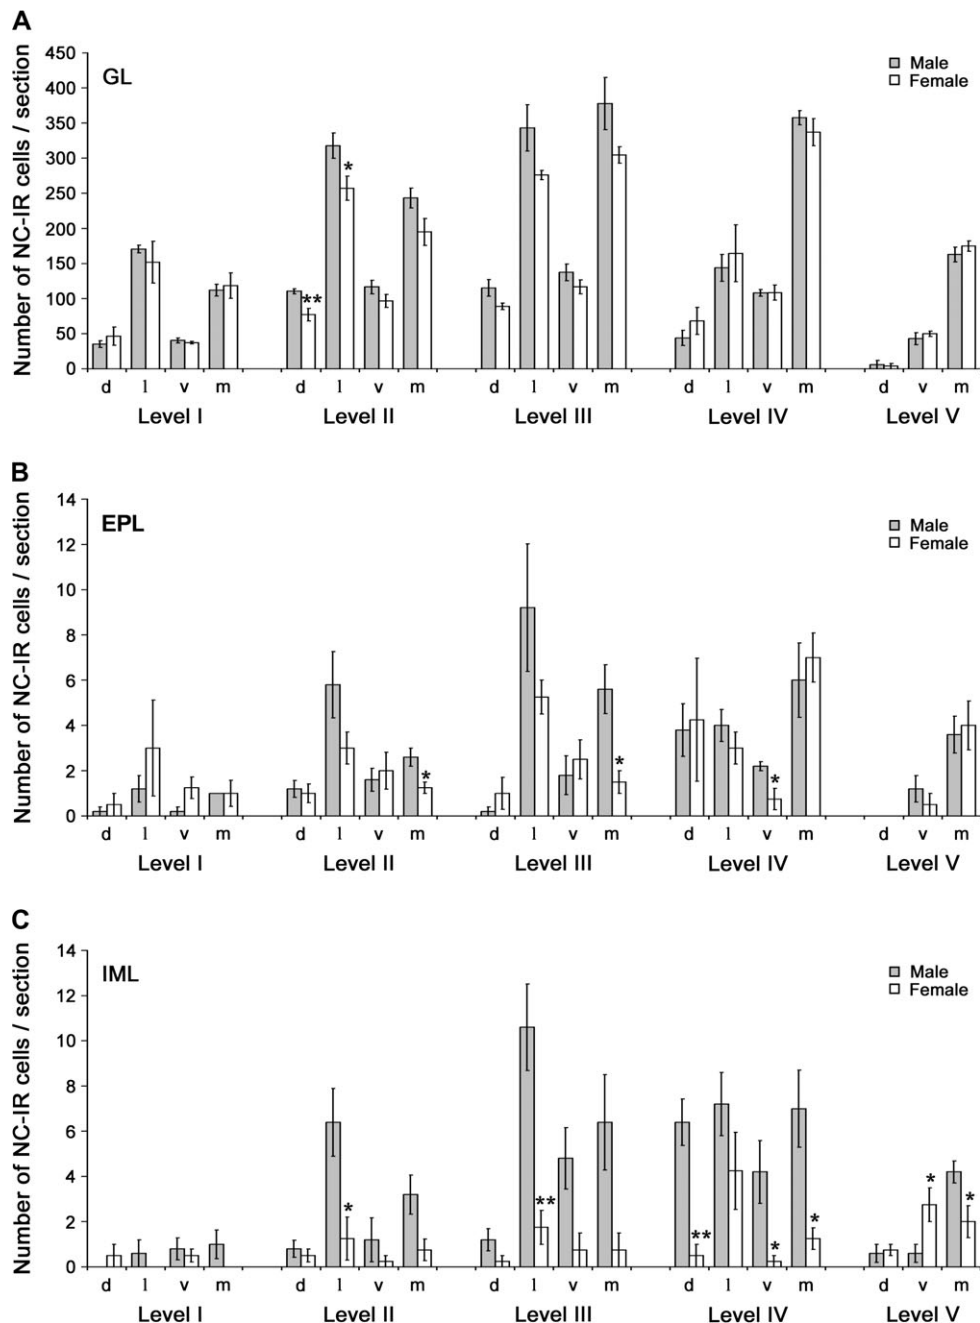 A
Number of NC-IR cells / section
450
400
350
300
250
200
150
100
50
0
GL
Male
Female
*
**
d l v m d l v m d l v m d l v m d v m
Level I Level II Level III Level IV Level V
B
Number of NC-IR cells / section
14
12
10
8
6
4
2
0
EPL
Male
Female
* * *
d l v m d l v m d l v m d l v m d v m
Level I Level II Level III Level IV Level V
C
Number of NC-IR cells / section
14
12
10
8
6
4
2
0
IML
Male
Female
* ** ** * * * *
d l v m d l v m d l v m d l v m d v m
Level I Level II Level III Level IV Level V